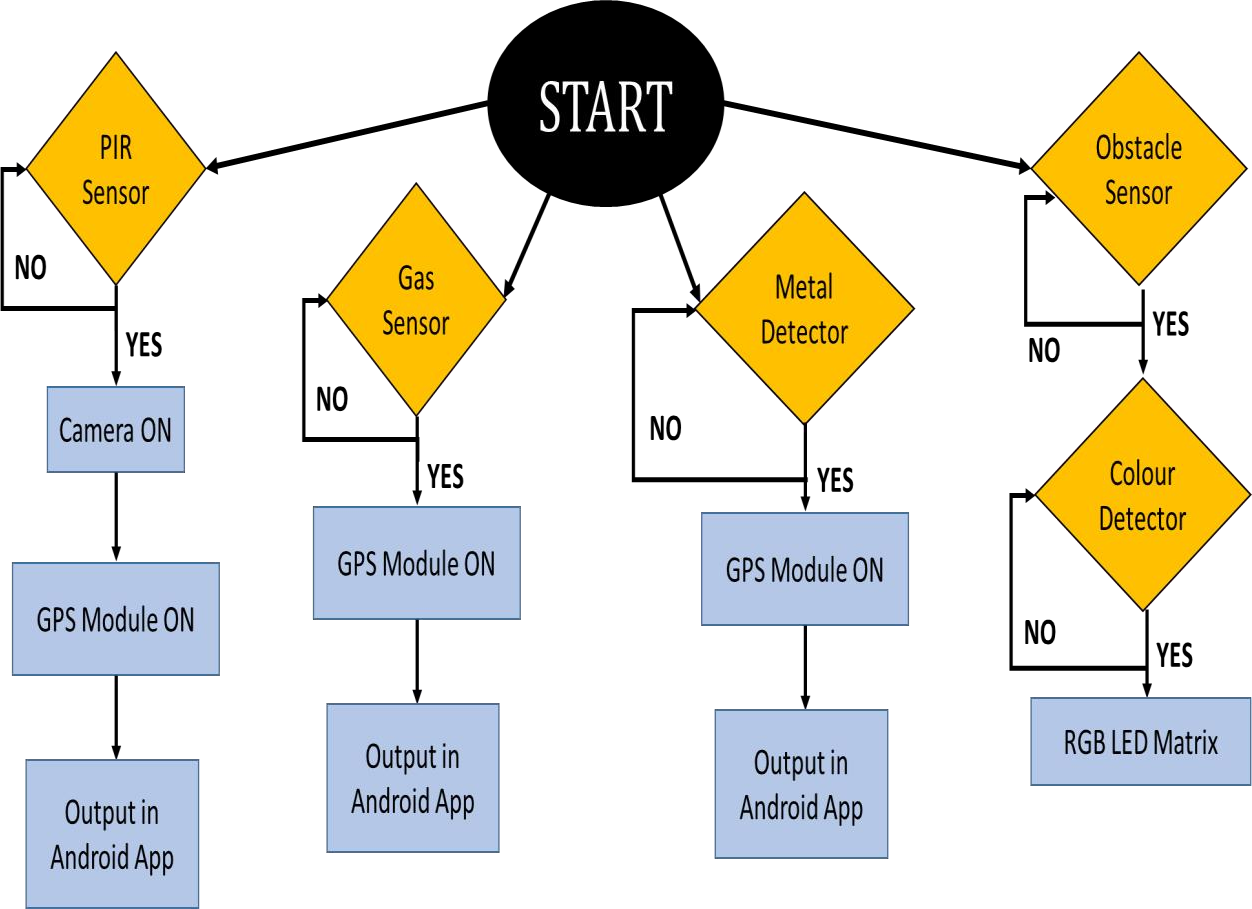 START
PIR
Sensor
NO
YES
Camera ON
GPS Module ON
Output in
Android App
Gas
Sensor
NO
YES
GPS Module ON
Output in
Android App
Metal
Detector
NO
YES
GPS Module ON
Output in
Android App
Obstacle
Sensor
YES
NO
Colour
Detector
NO
YES
RGB LED Matrix